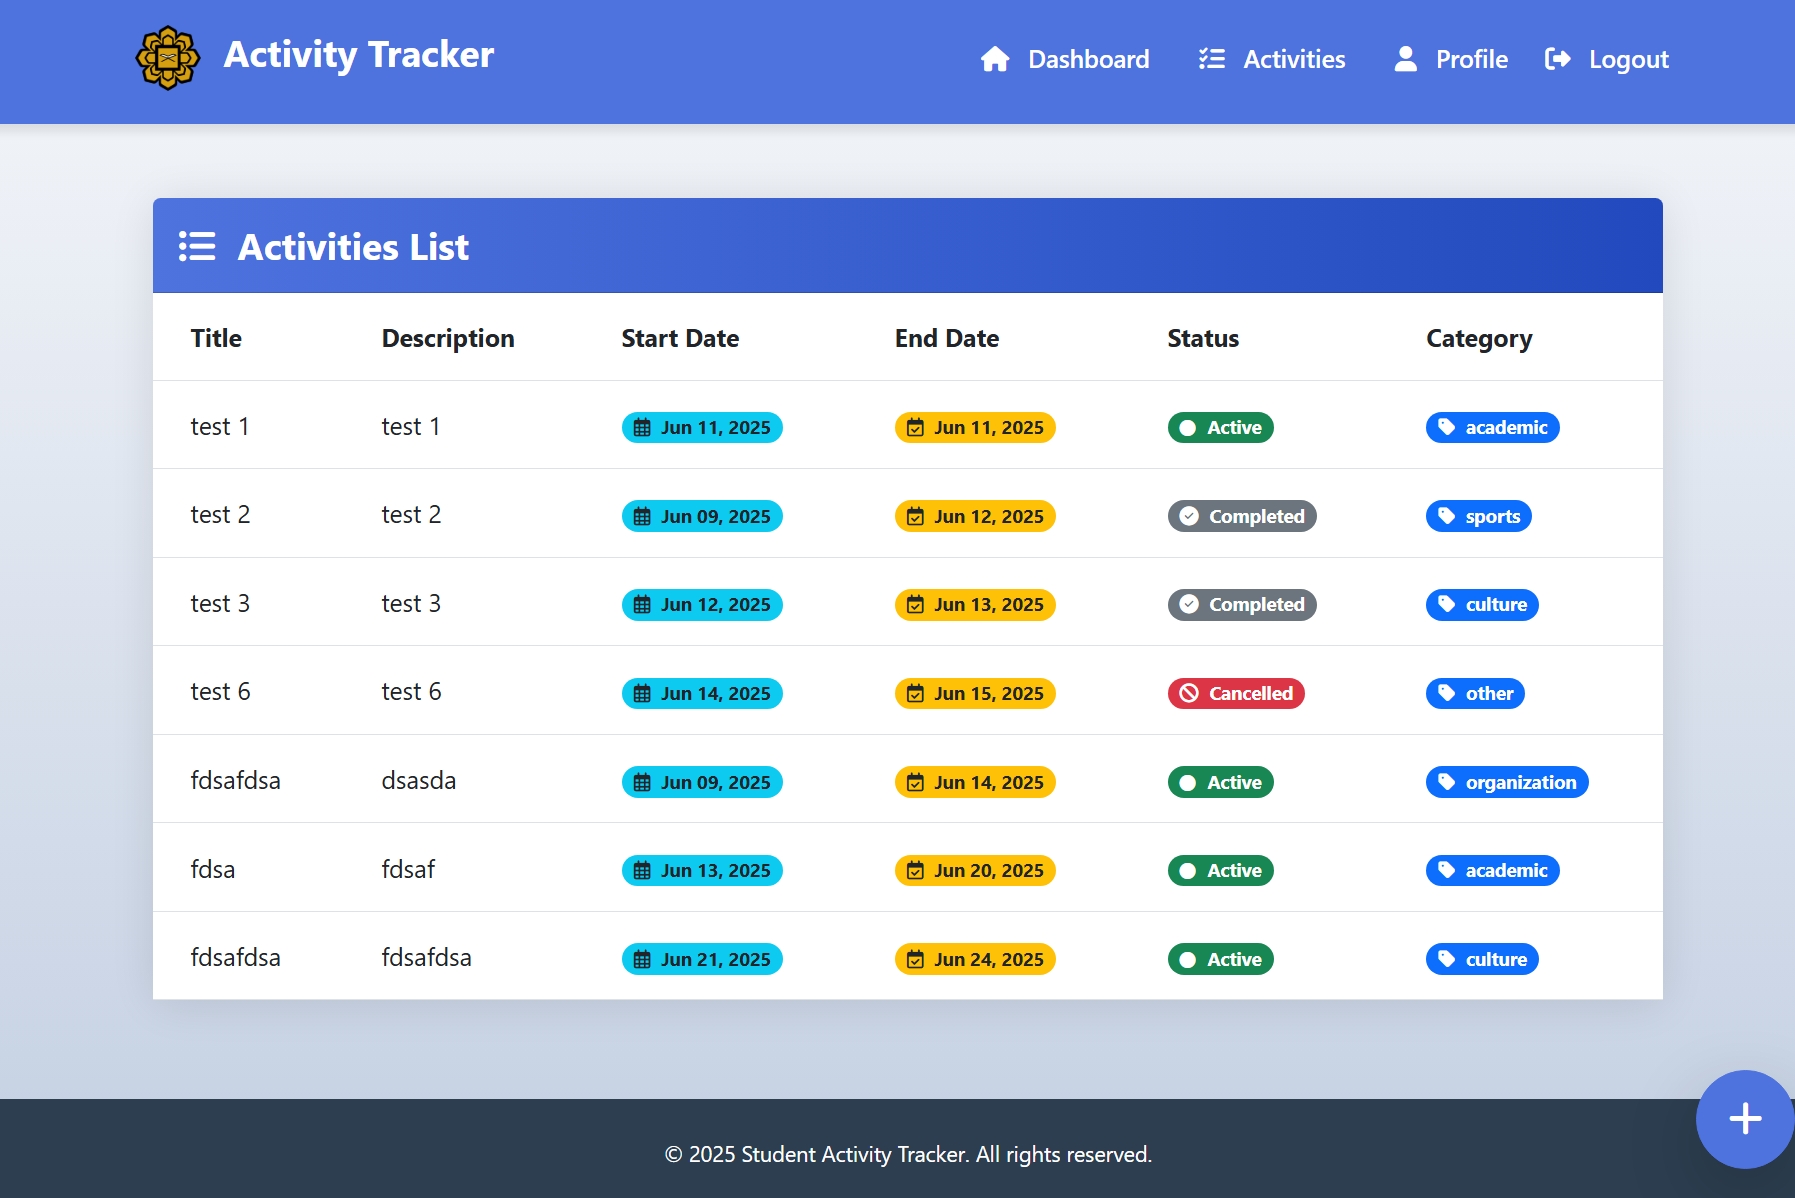 Activity Tracker
Dashboard Activities Profile Logout
Activities List
Title Description Start Date End Date Status Category
test 1 test 1 Jun 11, 2025 Jun 11, 2025 Active academic
test 2 test 2 Jun 09, 2025 Jun 12, 2025 Completed sports
test 3 test 3 Jun 12, 2025 Jun 13, 2025 Completed culture
test 6 test 6 Jun 14, 2025 Jun 15, 2025 Cancelled other
fdsafdsa dsasda Jun 09, 2025 Jun 14, 2025 Active organization
fdsa fdsaf Jun 13, 2025 Jun 20, 2025 Active academic
fdsafdsa fdsafdsa Jun 21, 2025 Jun 24, 2025 Active culture
© 2025 Student Activity Tracker. All rights reserved.